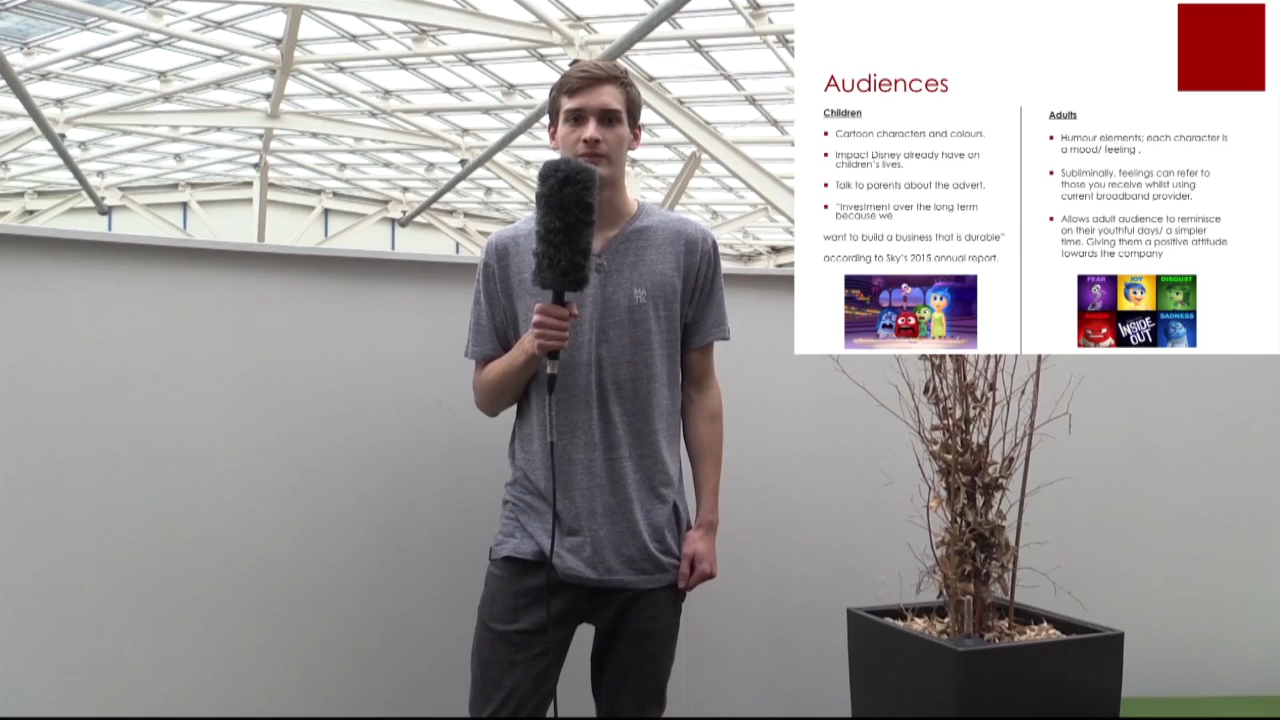 Audiences
Children
Cartoon characters and colours.
Impact Disney already have on
children's lives.
Talk to parents about the advert.
"Investment over the long term
because we
want to build a business that is durable"
according to Sky's 2015 annual report.
Adults
Humour elements; each character is
a mood/ feeling .
Subliminally, feelings can refer to
those you receive whilst using
current broadband provider.
Allows adult audience to reminisce
on their youthful days/ a simpler
time. Giving them a positive attitude
towards the company
FEAR
JOY
DISGUST
ANGER
INSIDE
OUT
SADNESS